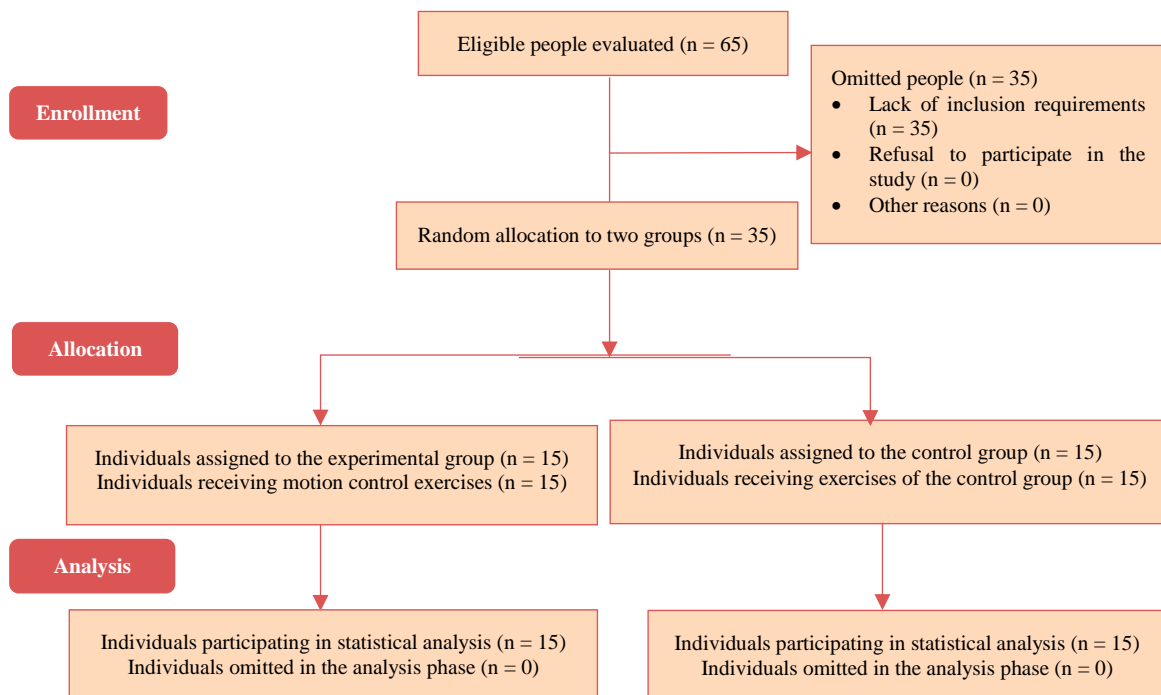 Eligible people evaluated (n = 65)
Enrollment
Omitted people (n = 35)
• Lack of inclusion requirements
(n = 35)
• Refusal to participate in the
study (n = 0)
• Other reasons (n = 0)
Random allocation to two groups (n = 35)
Allocation
Individuals assigned to the experimental group (n = 15)
Individuals receiving motion control exercises (n = 15)
Individuals assigned to the control group (n = 15)
Individuals receiving exercises of the control group (n = 15)
Analysis
Individuals participating in statistical analysis (n = 15)
Individuals omitted in the analysis phase (n = 0)
Individuals participating in statistical analysis (n = 15)
Individuals omitted in the analysis phase (n = 0)